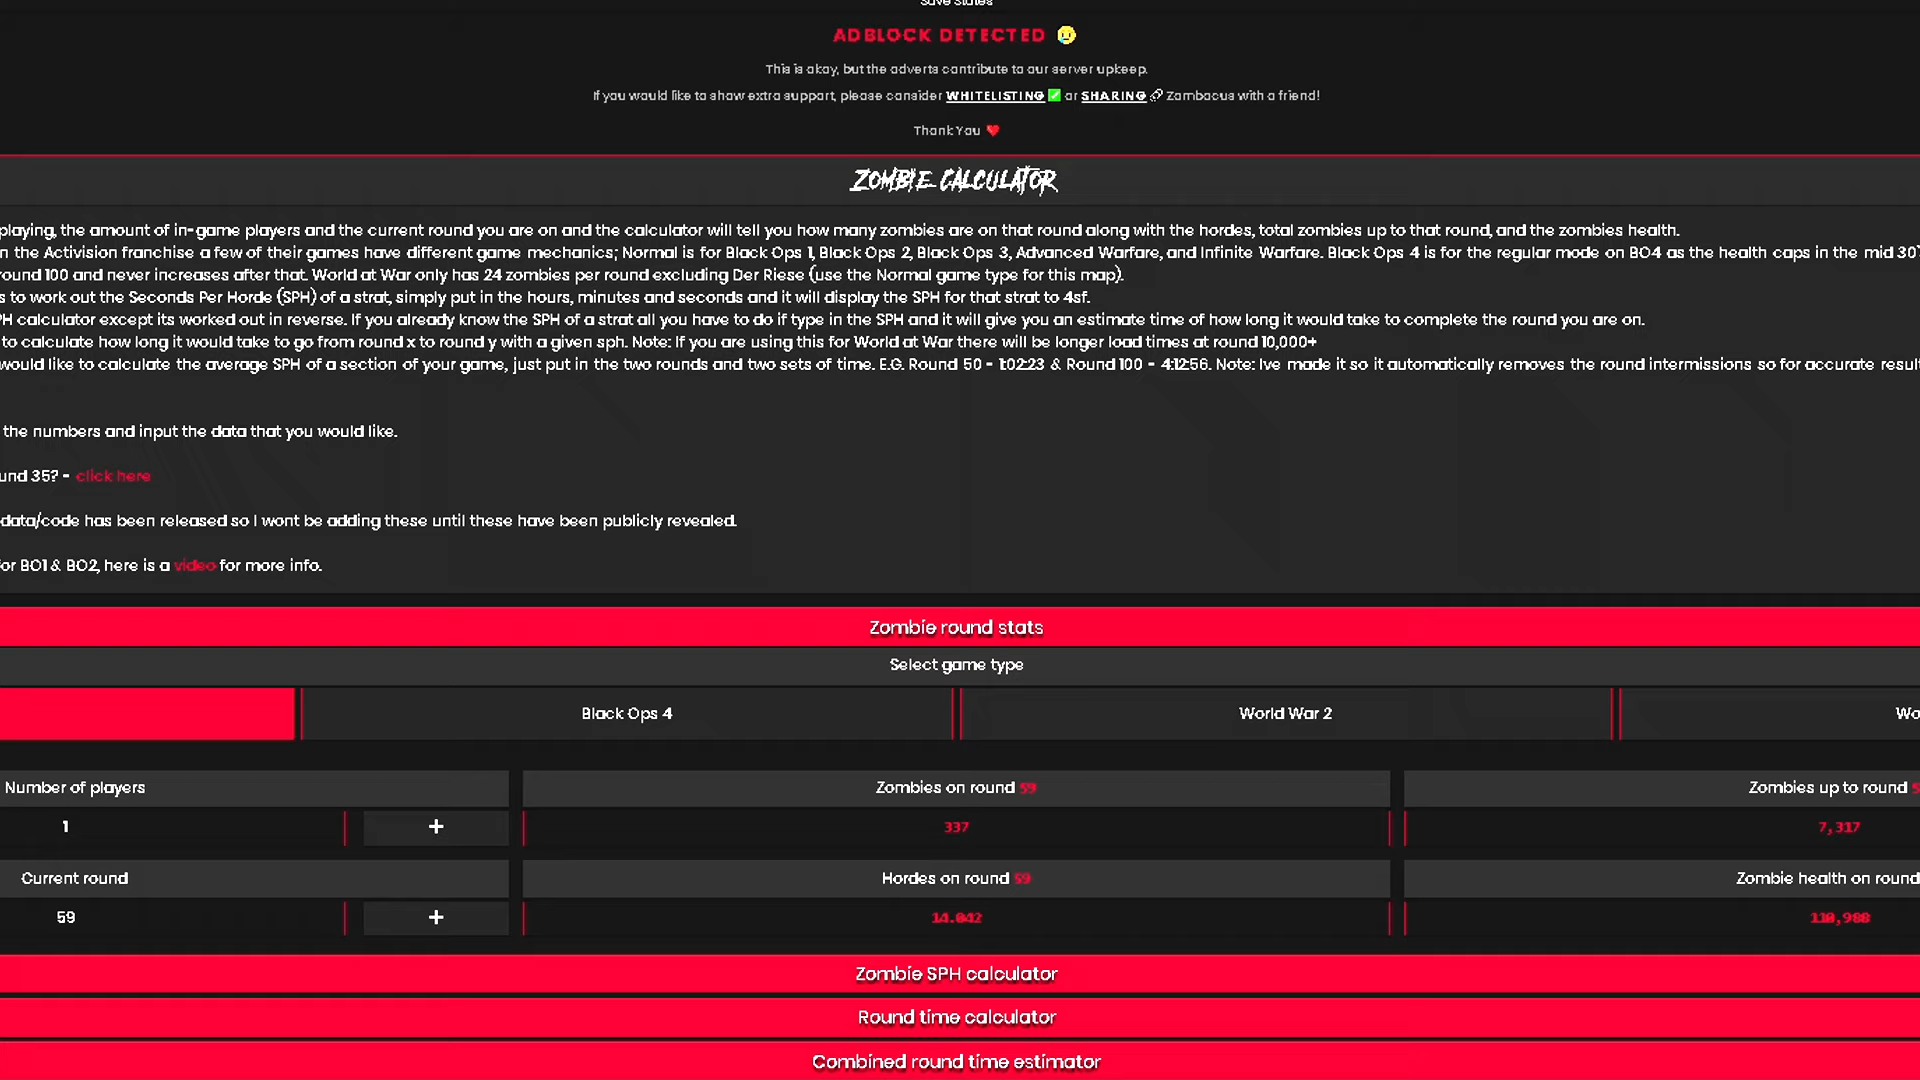 Save States
ADBLOCK DETECTED 😢
This is okay, but the adverts contribute to our server upkeep.
If you would like to show extra support, please consider WHITELISTING ✅ or SHARING 🔗 Zombacus with a friend!
Thank You ❤️
ZOMBIE CALCULATOR
playing, the amount of in-game players and the current round you are on and the calculator will tell you how many zombies are on that round along with the hordes, total zombies up to that round, and the zombies health.
n the Activision franchise a few of their games have different game mechanics; Normal is for Black Ops 1, Black Ops 2, Black Ops 3, Advanced Warfare, and Infinite Warfare. Black Ops 4 is for the regular mode on BO4 as the health caps in the mid 30'
round 100 and never increases after that. World at War only has 24 zombies per round excluding Der Riese (use the Normal game type for this map).
s to work out the Seconds Per Horde (SPH) of a strat, simply put in the hours, minutes and seconds and it will display the SPH for that strat to 4sf.
PH calculator except its worked out in reverse. If you already know the SPH of a strat all you have to do if type in the SPH and it will give you an estimate time of how long it would take to complete the round you are on.
to calculate how long it would take to go from round x to round y with a given sph. Note: If you are using this for World at War there will be longer load times at round 10,000+
would like to calculate the average SPH of a section of your game, just put in the two rounds and two sets of time. E.G. Round 50 - 1:02:23 & Round 100 - 4:12:56. Note: Ive made it so it automatically removes the round intermissions so for accurate result
the numbers and input the data that you would like.
und 35? - click here
data/code has been released so I wont be adding these until these have been publicly revealed.
or BO1 & BO2, here is a video for more info.
Zombie round stats
Select game type
Black Ops 4 World War 2 Wo
Number of players Zombies on round 59 Zombies up to round 5
1 + 337 7,317
Current round Hordes on round 59 Zombie health on round
59 + 14.042 110,988
Zombie SPH calculator
Round time calculator
Combined round time estimator